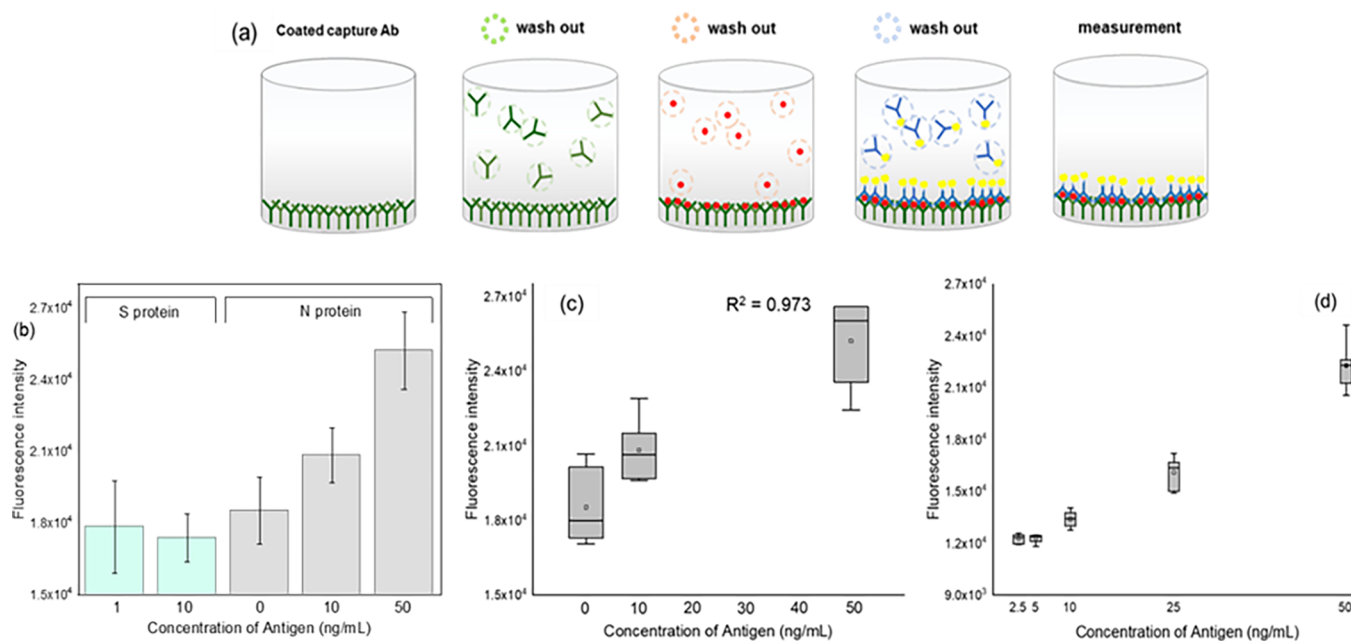 (a)
Coated capture Ab
wash out
wash out
wash out
measurement
(b)
S protein
N protein
Fluorescence intensity
2.7x10⁴
2.4x10⁴
2.1x10⁴
1.8x10⁴
1.5x10⁴
1 10 0 10 50
Concentration of Antigen (ng/mL)
(c)
R² = 0.973
Fluorescence intensity
2.7x10⁴
2.4x10⁴
2.1x10⁴
1.8x10⁴
0 10 20 30 40 50
Concentration of Antigen (ng/mL)
(d)
Fluorescence intensity
2.7x10⁴
2.4x10⁴
2.1x10⁴
1.8x10⁴
1.5x10⁴
1.2x10⁴
9.0x10³
2.5 5 10 25 50
Concentration of Antigen (ng/mL)